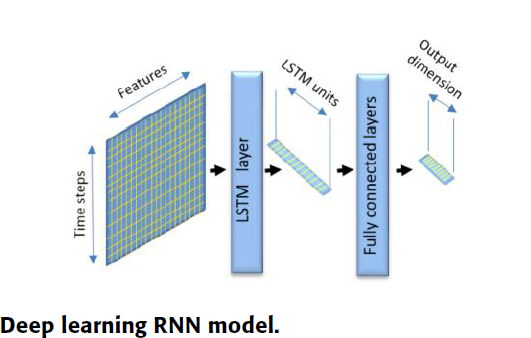 Features
Time steps
LSTM layer
LSTM units
Fully connected layers
Output
dimension
Deep learning RNN model.